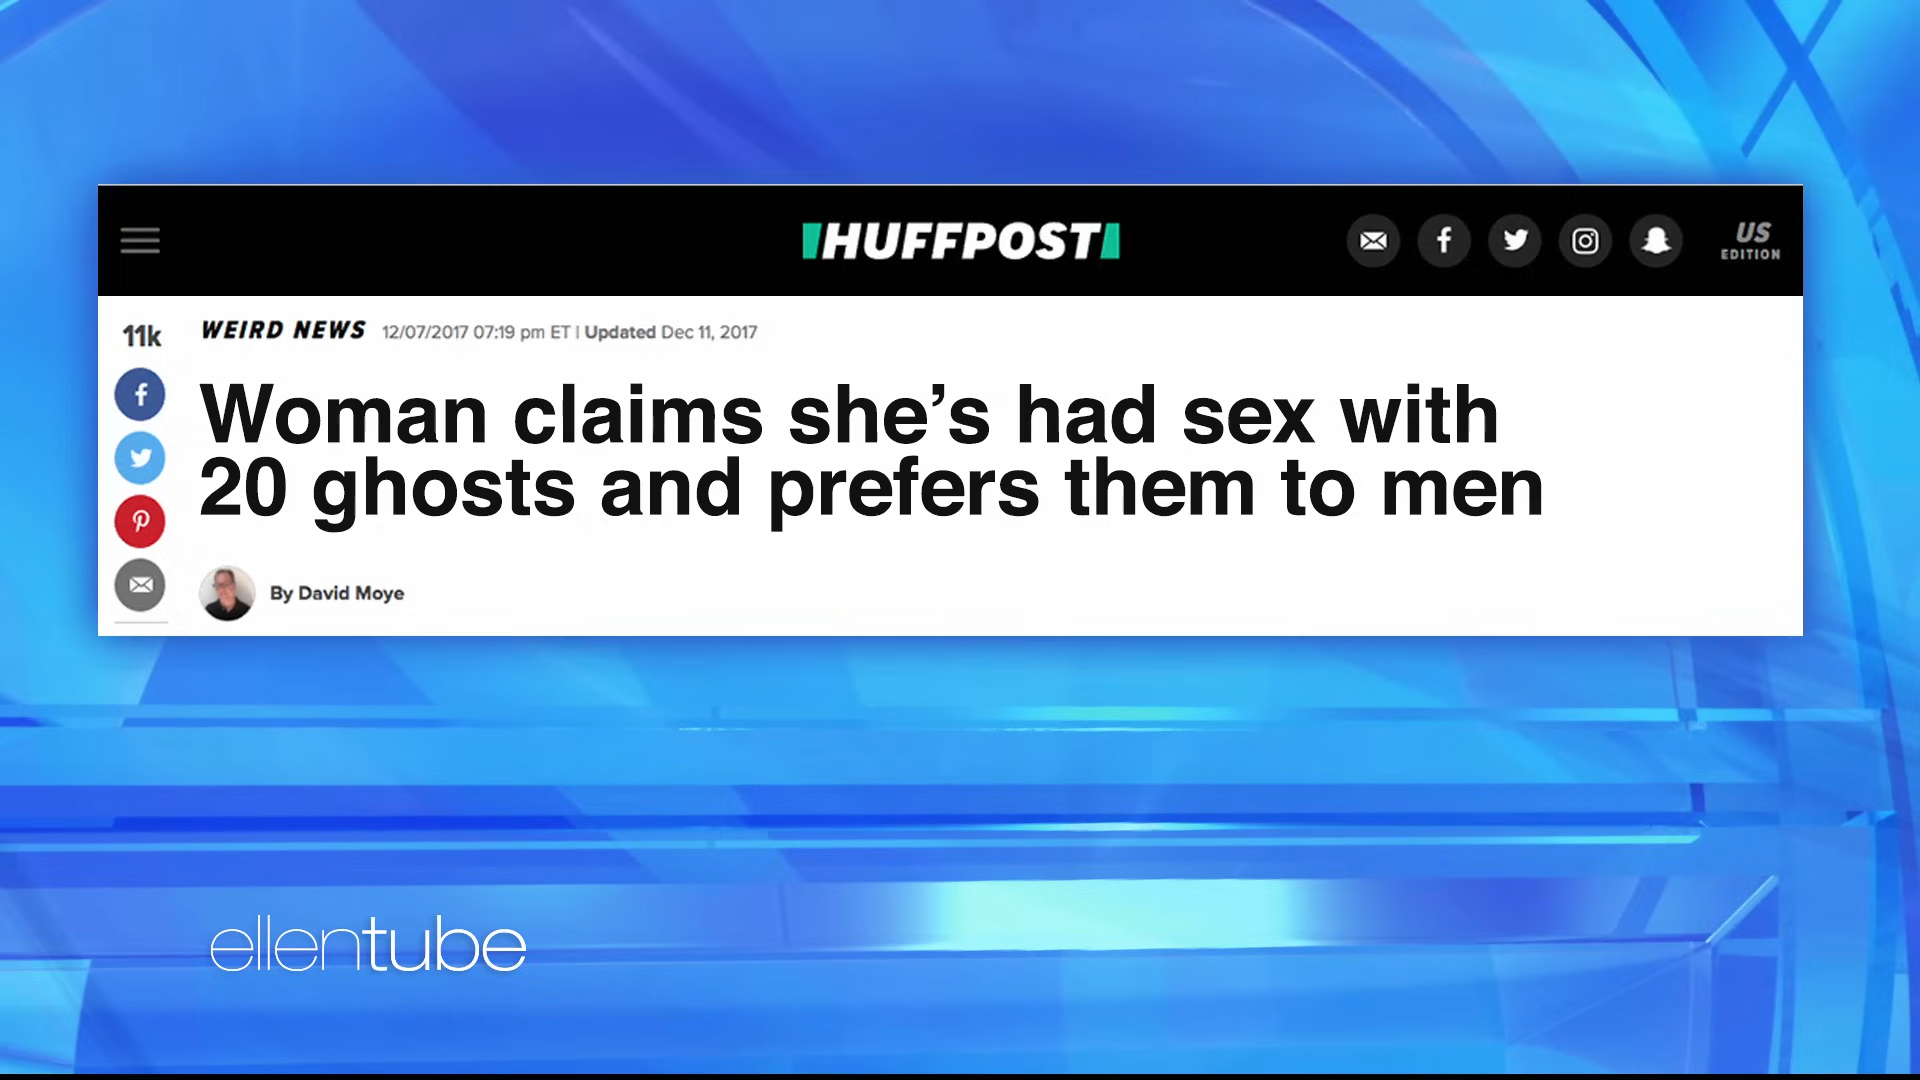 HUFFPOST
US
EDITION
11k
WEIRD NEWS 12/07/2017 07:19 pm ET | Updated Dec 11, 2017
Woman claims she’s had sex with
20 ghosts and prefers them to men
By David Moye
ellentube